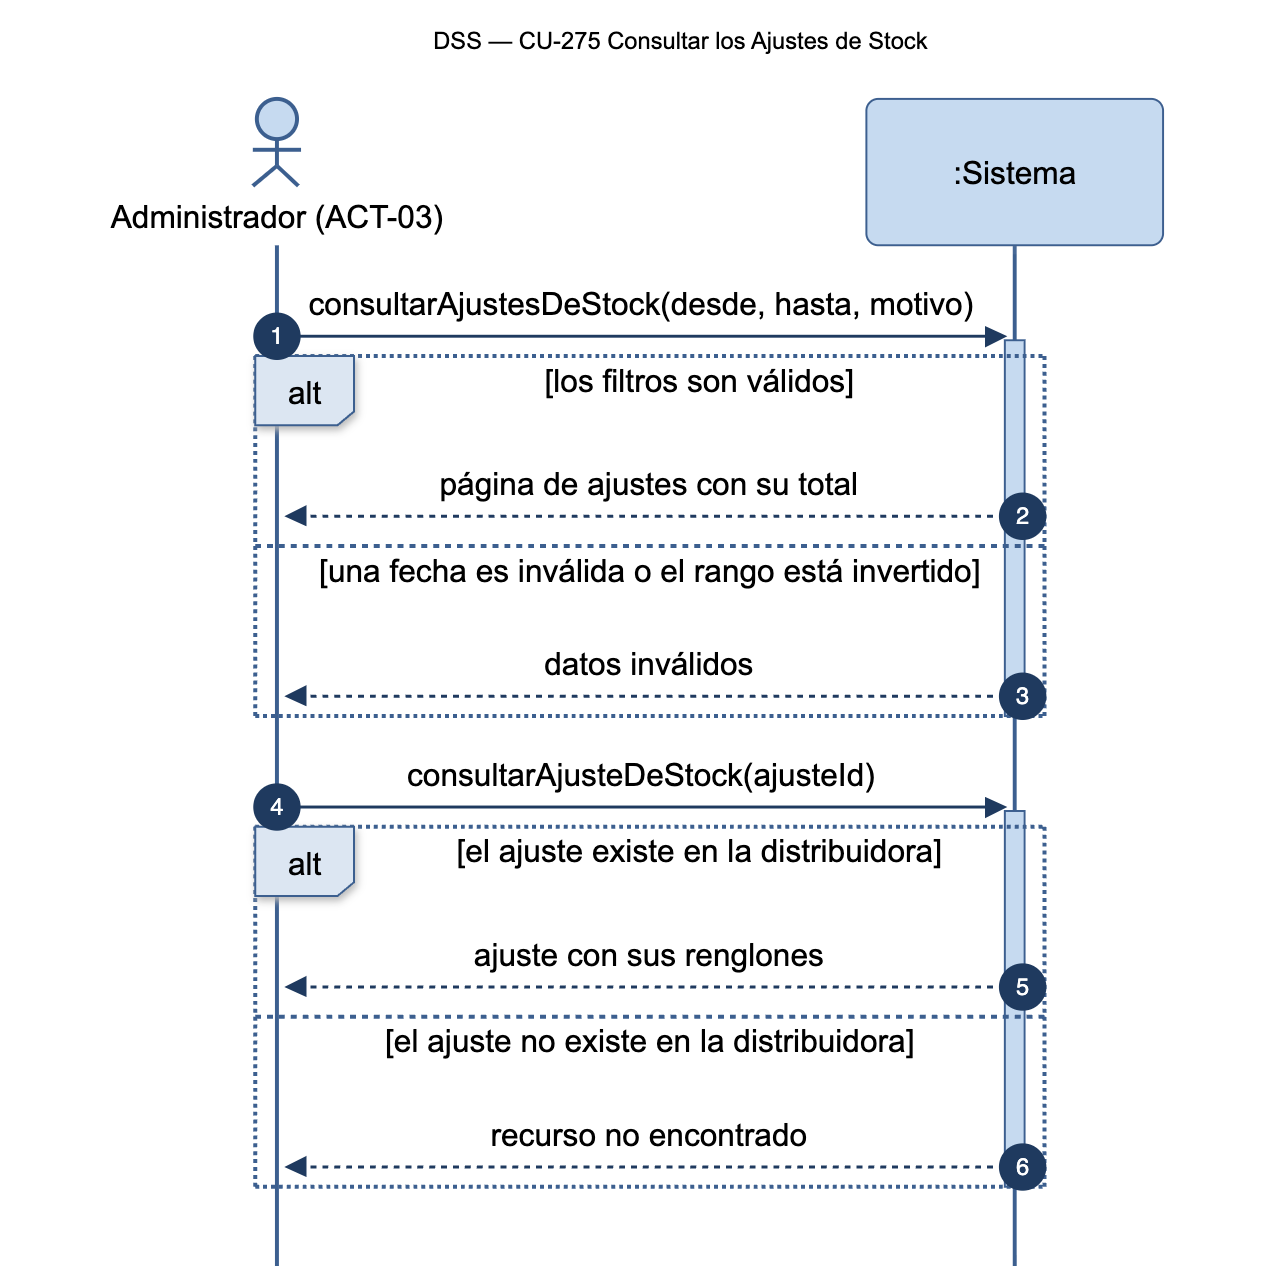 DSS — CU-275 Consultar los Ajustes de Stock
:Sistema
Administrador (ACT-03)
consultarAjustesDeStock(desde, hasta, motivo)
1
alt
[los filtros son válidos]
página de ajustes con su total
2
[una fecha es inválida o el rango está invertido]
datos inválidos
3
consultarAjusteDeStock(ajusteId)
4
alt
[el ajuste existe en la distribuidora]
ajuste con sus renglones
5
[el ajuste no existe en la distribuidora]
recurso no encontrado
6